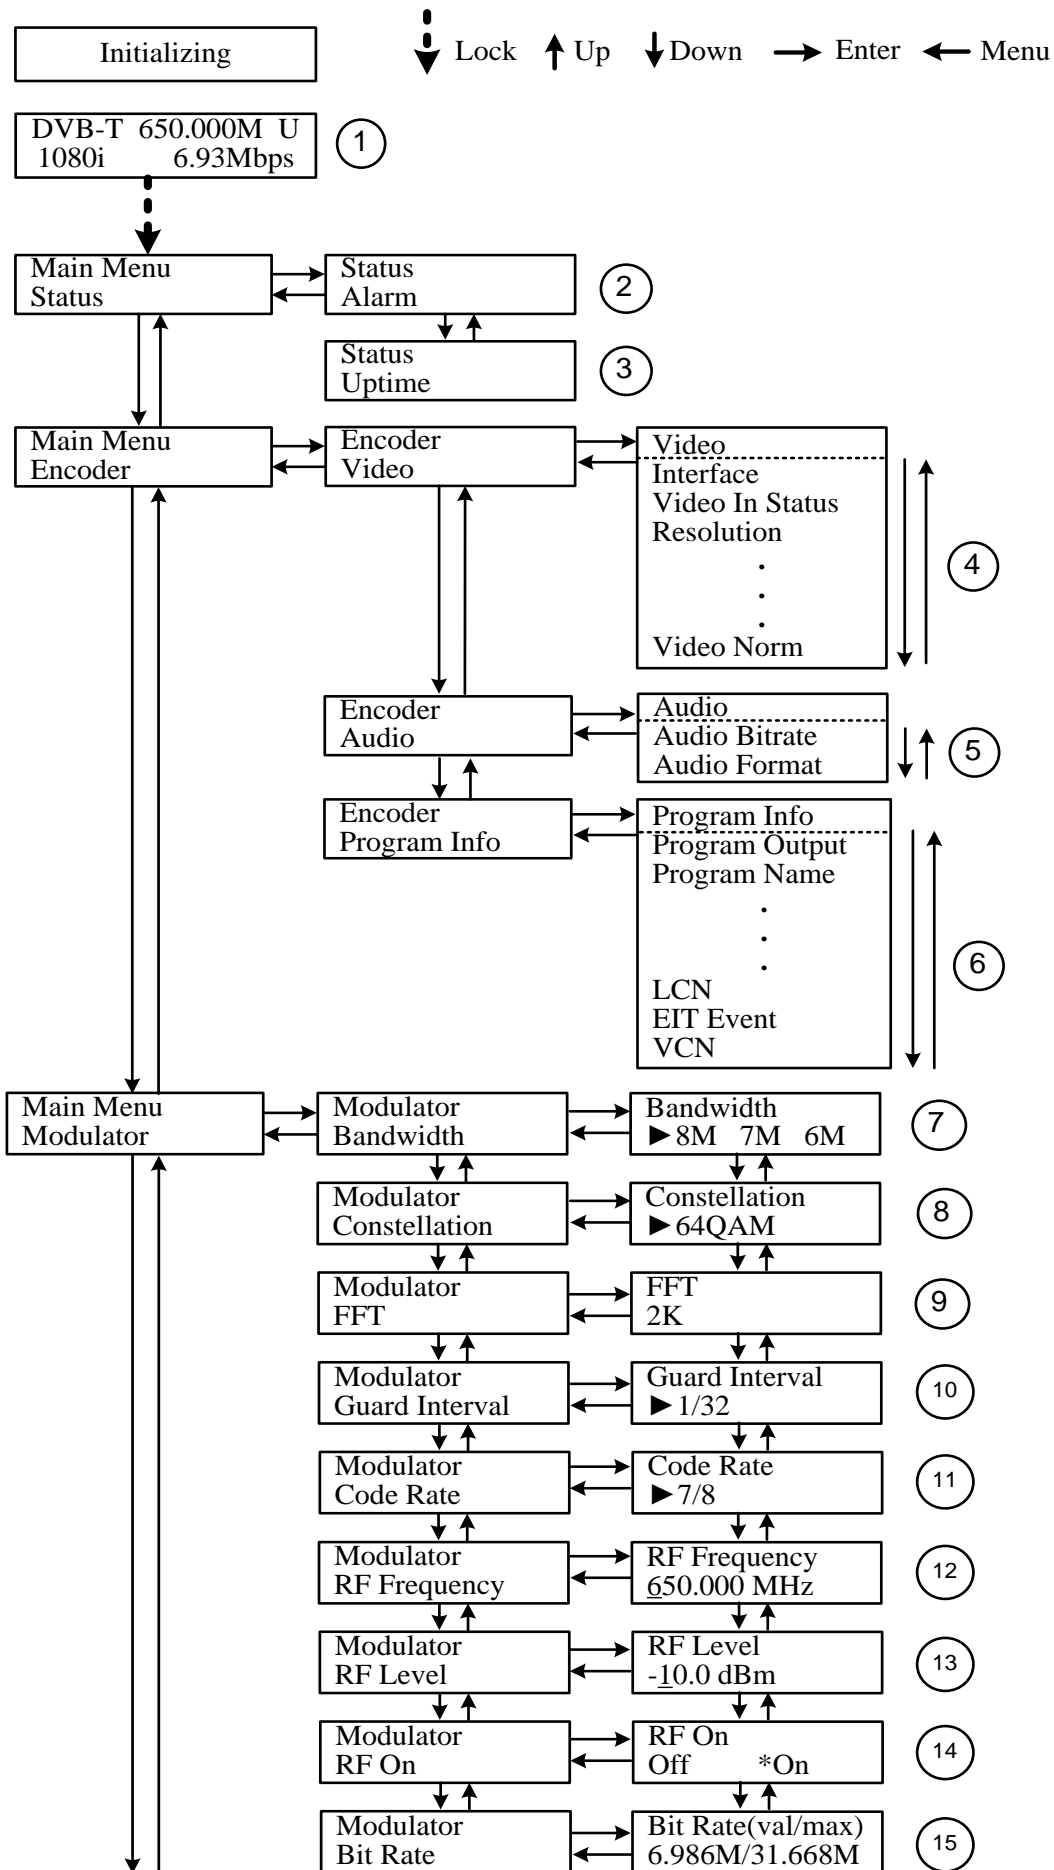 Initializing
Lock Up Down Enter Menu
DVB-T 650.000M U
1080i 6.93Mbps
1
Main Menu
Status
Status
Alarm
2
Status
Uptime
3
Main Menu
Encoder
Encoder
Video
Video
Interface
Video In Status
Resolution
.
.
.
Video Norm
4
Encoder
Audio
Audio
Audio Bitrate
Audio Format
5
Encoder
Program Info
Program Info
Program Output
Program Name
.
.
.
LCN
EIT Event
VCN
6
Main Menu
Modulator
Modulator
Bandwidth
Bandwidth
►8M 7M 6M
7
Modulator
Constellation
Constellation
►64QAM
8
Modulator
FFT
FFT
2K
9
Modulator
Guard Interval
Guard Interval
►1/32
10
Modulator
Code Rate
Code Rate
►7/8
11
Modulator
RF Frequency
RF Frequency
650.000 MHz
12
Modulator
RF Level
RF Level
-10.0 dBm
13
Modulator
RF On
RF On
Off *On
14
Modulator
Bit Rate
Bit Rate(val/max)
6.986M/31.668M
15